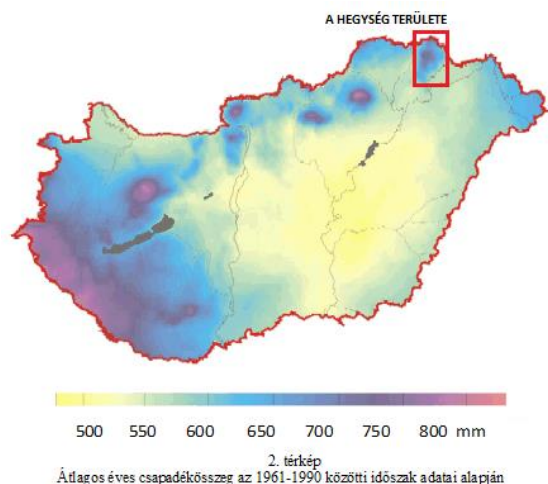 A HEGYSÉG TERÜLETE
500 550 600 650 700 750 800 mm
2. térkép
Átlagos éves csapadékösszeg az 1961-1990 közötti időszak adatai alapján